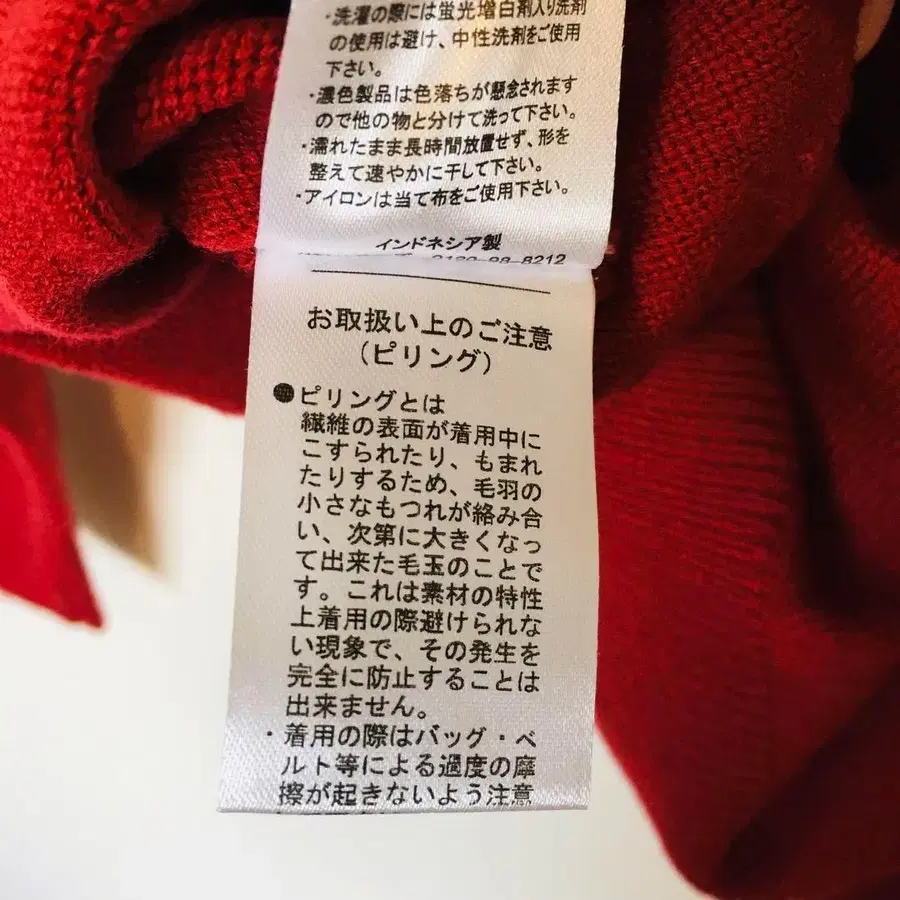 ・洗濯の際には蛍光増白剤入り洗剤
の使用は避け、中性洗剤をご使用
下さい。
・濃色製品は色落ちが懸念されます
ので他の物と分けて洗って下さい。
・濡れたまま長時間放置せず、形を
整えて速やかに干して下さい。
・アイロンは当て布をご使用下さい。
インドネシア製
8212
お取扱い上のご注意
(ピリング)
●ピリングとは
繊維の表面が着用中に
こすられたり、もまれ
たりするため、毛羽の
小さなもつれが絡み合
い、次第に大きくなっ
て出来た毛玉のことで
す。これは素材の特性
上着用の際避けられな
い現象で、その発生を
完全に防止することは
出来ません。
・着用の際はバッグ・ベ
ルト等による過度の摩
擦が起きないよう注意